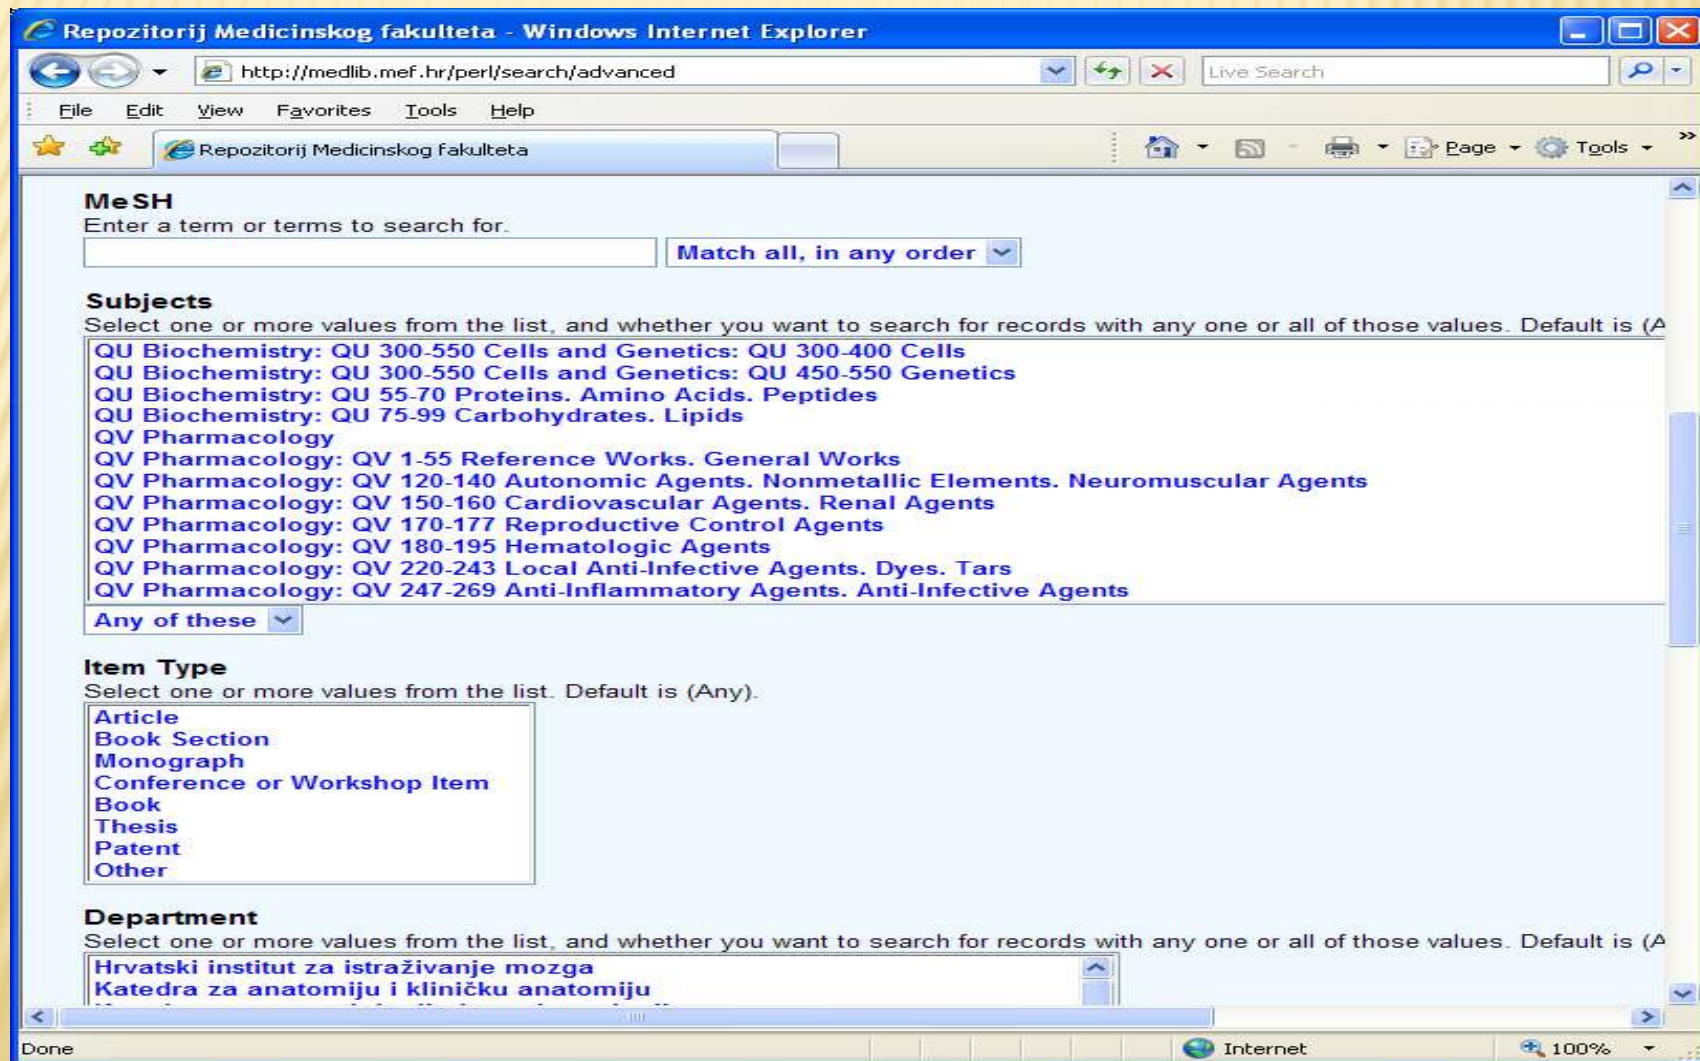 Repozitorij Medicinskog fakulteta - Windows Internet Explorer
http://medlib.mef.hr/perl/search/advanced
Live Search
File Edit View Favorites Tools Help
Repozitorij Medicinskog fakulteta
Page Tools
MeSH
Enter a term or terms to search for.
Match all, in any order
Subjects
Select one or more values from the list, and whether you want to search for records with any one or all of those values. Default is (A
QU Biochemistry: QU 300-550 Cells and Genetics: QU 300-400 Cells
QU Biochemistry: QU 300-550 Cells and Genetics: QU 450-550 Genetics
QU Biochemistry: QU 55-70 Proteins. Amino Acids. Peptides
QU Biochemistry: QU 75-99 Carbohydrates. Lipids
QV Pharmacology
QV Pharmacology: QV 1-55 Reference Works. General Works
QV Pharmacology: QV 120-140 Autonomic Agents. Nonmetallic Elements. Neuromuscular Agents
QV Pharmacology: QV 150-160 Cardiovascular Agents. Renal Agents
QV Pharmacology: QV 170-177 Reproductive Control Agents
QV Pharmacology: QV 180-195 Hematologic Agents
QV Pharmacology: QV 220-243 Local Anti-Infective Agents. Dyes. Tars
QV Pharmacology: QV 247-269 Anti-Inflammatory Agents. Anti-Infective Agents
Any of these
Item Type
Select one or more values from the list. Default is (Any).
Article
Book Section
Monograph
Conference or Workshop Item
Book
Thesis
Patent
Other
Department
Select one or more values from the list, and whether you want to search for records with any one or all of those values. Default is (A
Hrvatski institut za istraživanje mozga
Katedra za anatomiju i kliničku anatomiju
Done
Internet
100%